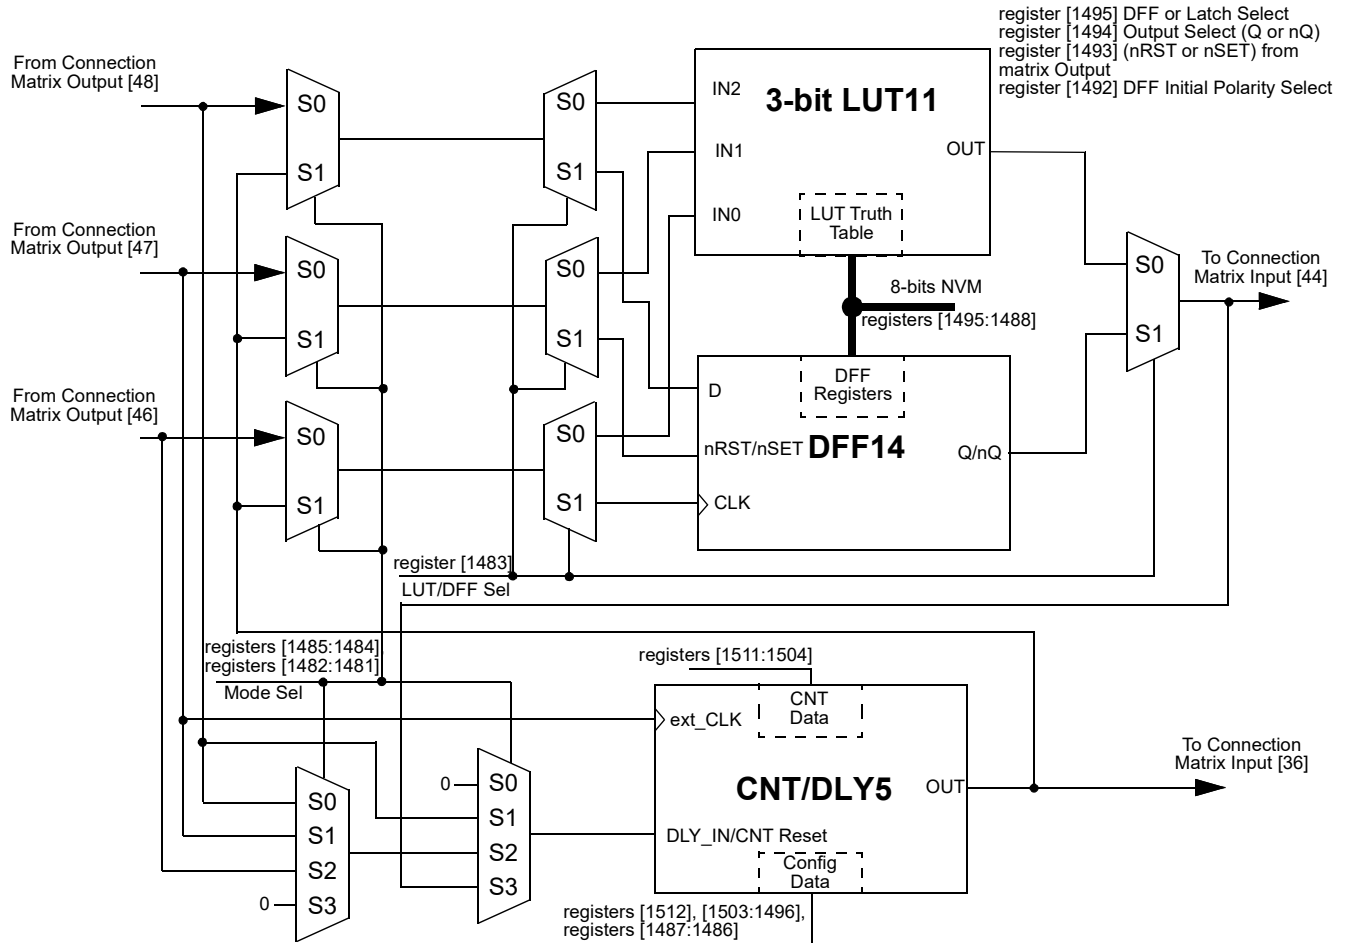 register [1495] DFF or Latch Select
register [1494] Output Select (Q or nQ)
register [1493] (nRST or nSET) from
matrix Output
register [1492] DFF Initial Polarity Select
From Connection
Matrix Output [48]
S0
S1
S0
S1
IN2
3-bit LUT11
IN1
OUT
IN0
LUT Truth
Table
From Connection
Matrix Output [47]
S0
S1
S0
S1
8-bits NVM
registers [1495:1488]
S0
S1
To Connection
Matrix Input [44]
From Connection
Matrix Output [46]
S0
S1
S0
S1
DFF
Registers
D
nRST/nSET
DFF14
Q/nQ
CLK
register [1483]
LUT/DFF Sel
registers [1485:1484],
registers [1482:1481]
Mode Sel
registers [1511:1504]
CNT
Data
ext_CLK
CNT/DLY5
OUT
To Connection
Matrix Input [36]
DLY_IN/CNT Reset
Config
Data
0
S0
S1
S2
S3
S0
S1
S2
0
S3
registers [1512], [1503:1496],
registers [1487:1486]